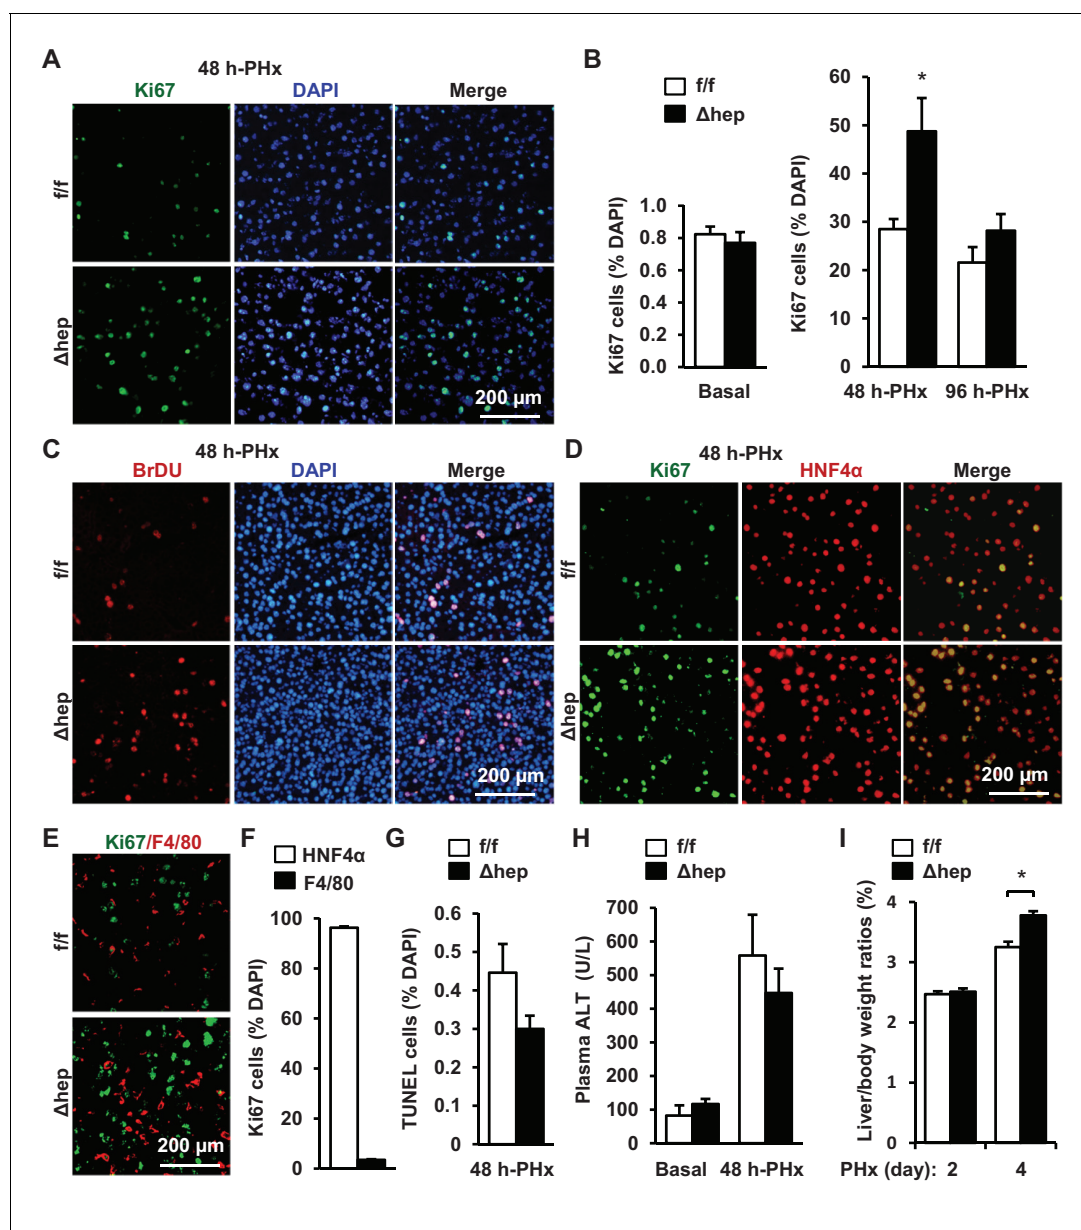 A
48 h-PHx
Ki67 DAPI Merge
f/f
Δhep
200 µm
B
f/f
Δhep
Ki67 cells (% DAPI)
1.0
0.8
0.6
0.4
0.2
0.0
Basal
Ki67 cells (% DAPI)
60
50
40
30
20
10
0
*
48 h-PHx 96 h-PHx
C
48 h-PHx
BrDU DAPI Merge
f/f
Δhep
200 µm
D
48 h-PHx
Ki67 HNF4α Merge
f/f
Δhep
200 µm
E
Ki67/F4/80
f/f
Δhep
200 µm
F
HNF4α
F4/80
Ki67 cells (% DAPI)
100
80
60
40
20
0
G
f/f
Δhep
TUNEL cells (% DAPI)
0.6
0.5
0.4
0.3
0.2
0.1
0
48 h-PHx
H
f/f
Δhep
Plasma ALT (U/L)
700
600
500
400
300
200
100
0
Basal 48 h-PHx
I
f/f
Δhep
*
Liver/body weight ratios (%)
4
3
2
1
0
PHx (day): 2 4